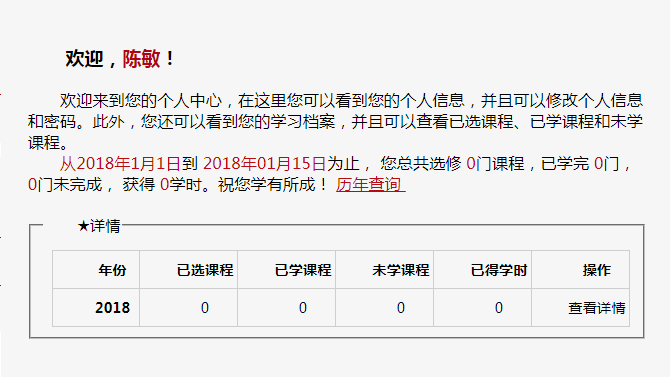 欢迎，陈敏！
欢迎来到您的个人中心，在这里您可以看到您的个人信息，并且可以修改个人信息
和密码。此外，您还可以看到您的学习档案，并且可以查看已选课程、已学课程和未学
课程。
从2018年1月1日到 2018年01月15日为止， 您总共选修 0门课程，已学完 0门，
0门未完成， 获得 0学时。祝您学有所成！ 历年查询
★详情
年份 已选课程 已学课程 未学课程 已得学时 操作
2018 0 0 0 0 查看详情